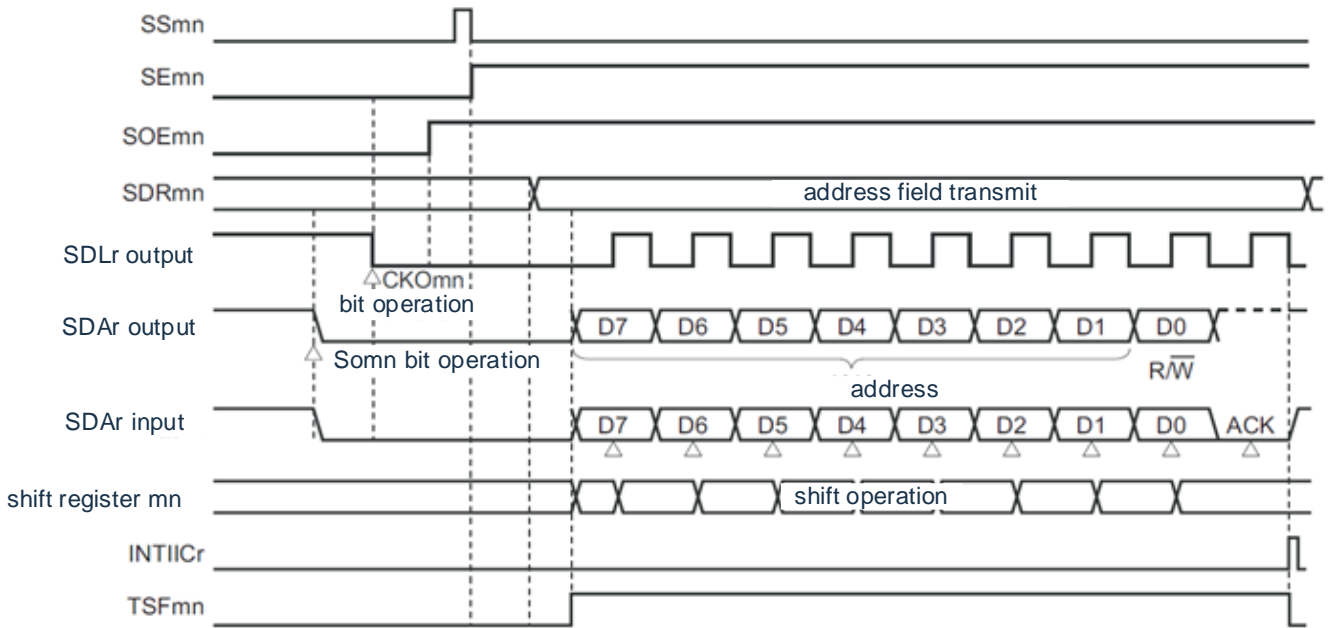 SSmn
SEmn
SOEmn
SDRmn
address field transmit
SDLr output
CKOmn
bit operation
SDAr output
D7 D6 D5 D4 D3 D2 D1 D0
Somn bit operation
R/W̅
address
SDAr input
D7 D6 D5 D4 D3 D2 D1 D0 ACK
shift register mn
shift operation
INTIICr
TSFmn